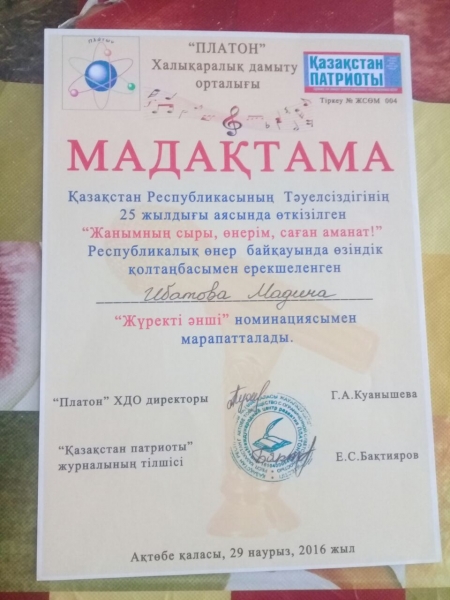 ПЛАТОН
"ПЛАТОН"
Халықаралық дамыту
орталығы
Қазақстан
ПАТРИОТЫ
Тіркеу № ЖСӨМ 004
МАДАҚТАМА
Қазақстан Республикасының Тәуелсіздігінің
25 жылдығы аясында өткізілген
"Жанымның сыры, өнерім, саған аманат!"
Республикалық өнер байқауында өзіндік
қолтаңбасымен ерекшеленген
Ибатова Мадина
"Жүректі әнші" номинациясымен
марапатталады.
"Платон" ХДО директоры
Г.А.Куанышева
"Қазақстан патриоты"
журналының тілшісі
Е.С.Бақтияров
Ақтөбе қаласы, 29 наурыз, 2016 жыл